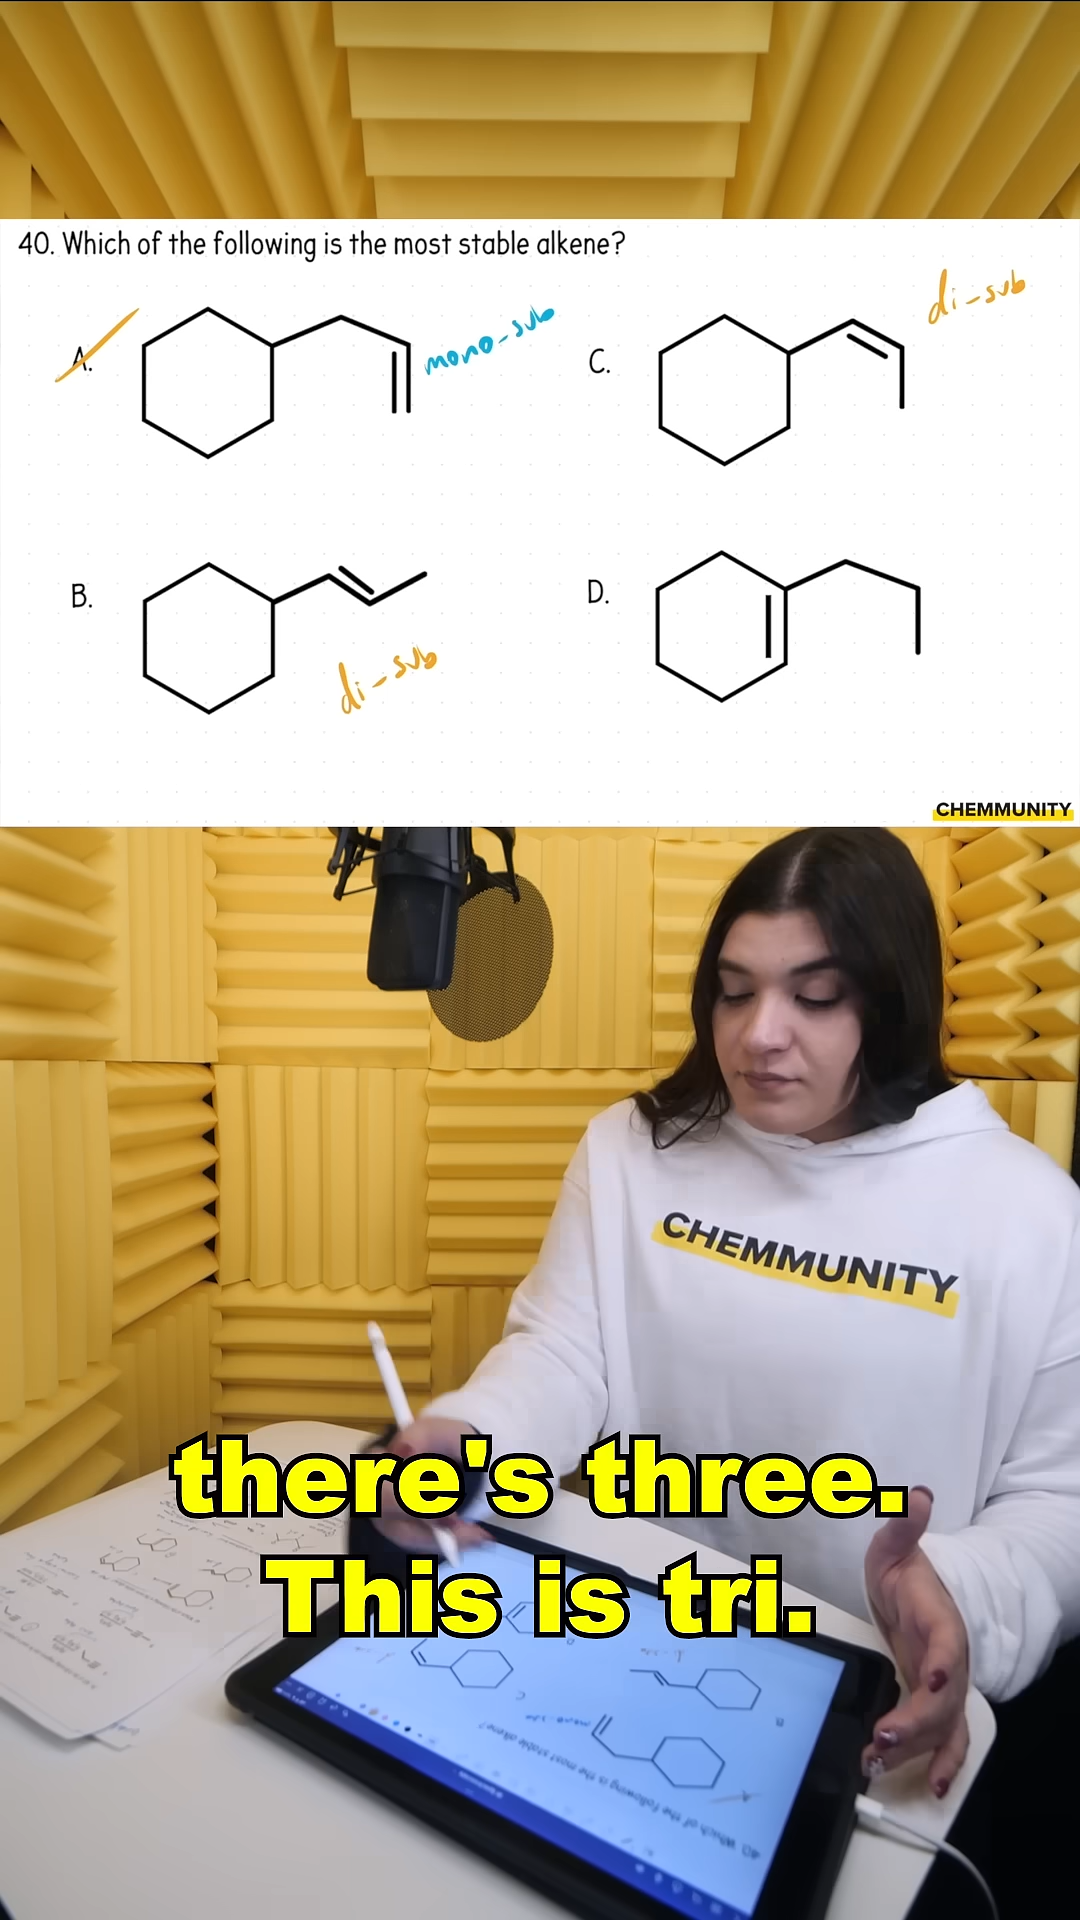 40. Which of the following is the most stable alkene?
A.
mono-sub
C.
di-sub
B.
di-sub
D.
CHEMMUNITY
CHEMMUNITY
there's three.
This is tri.